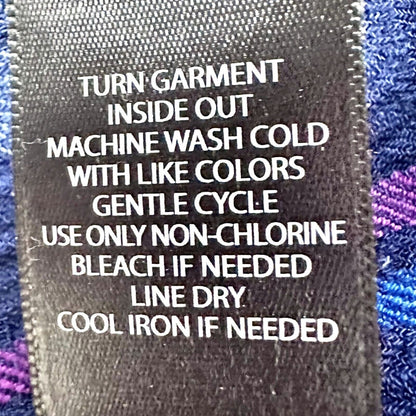 TURN GARMENT
INSIDE OUT
MACHINE WASH COLD
WITH LIKE COLORS
GENTLE CYCLE
USE ONLY NON-CHLORINE
BLEACH IF NEEDED
LINE DRY
COOL IRON IF NEEDED